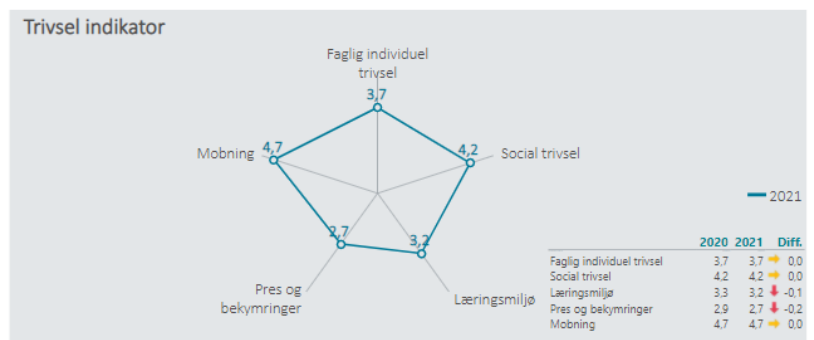 Trivsel indikator
Faglig individuel
trivsel
3,7
Mobning
4,7
4,2
Social trivsel
2,7
3,2
Pres og
bekymringer
Læringsmiljø
2021
2020 2021 Diff.
Faglig individuel trivsel 3,7 3,7 0,0
Social trivsel 4,2 4,2 0,0
Læringsmiljø 3,3 3,2 -0,1
Pres og bekymringer 2,9 2,7 -0,2
Mobning 4,7 4,7 0,0